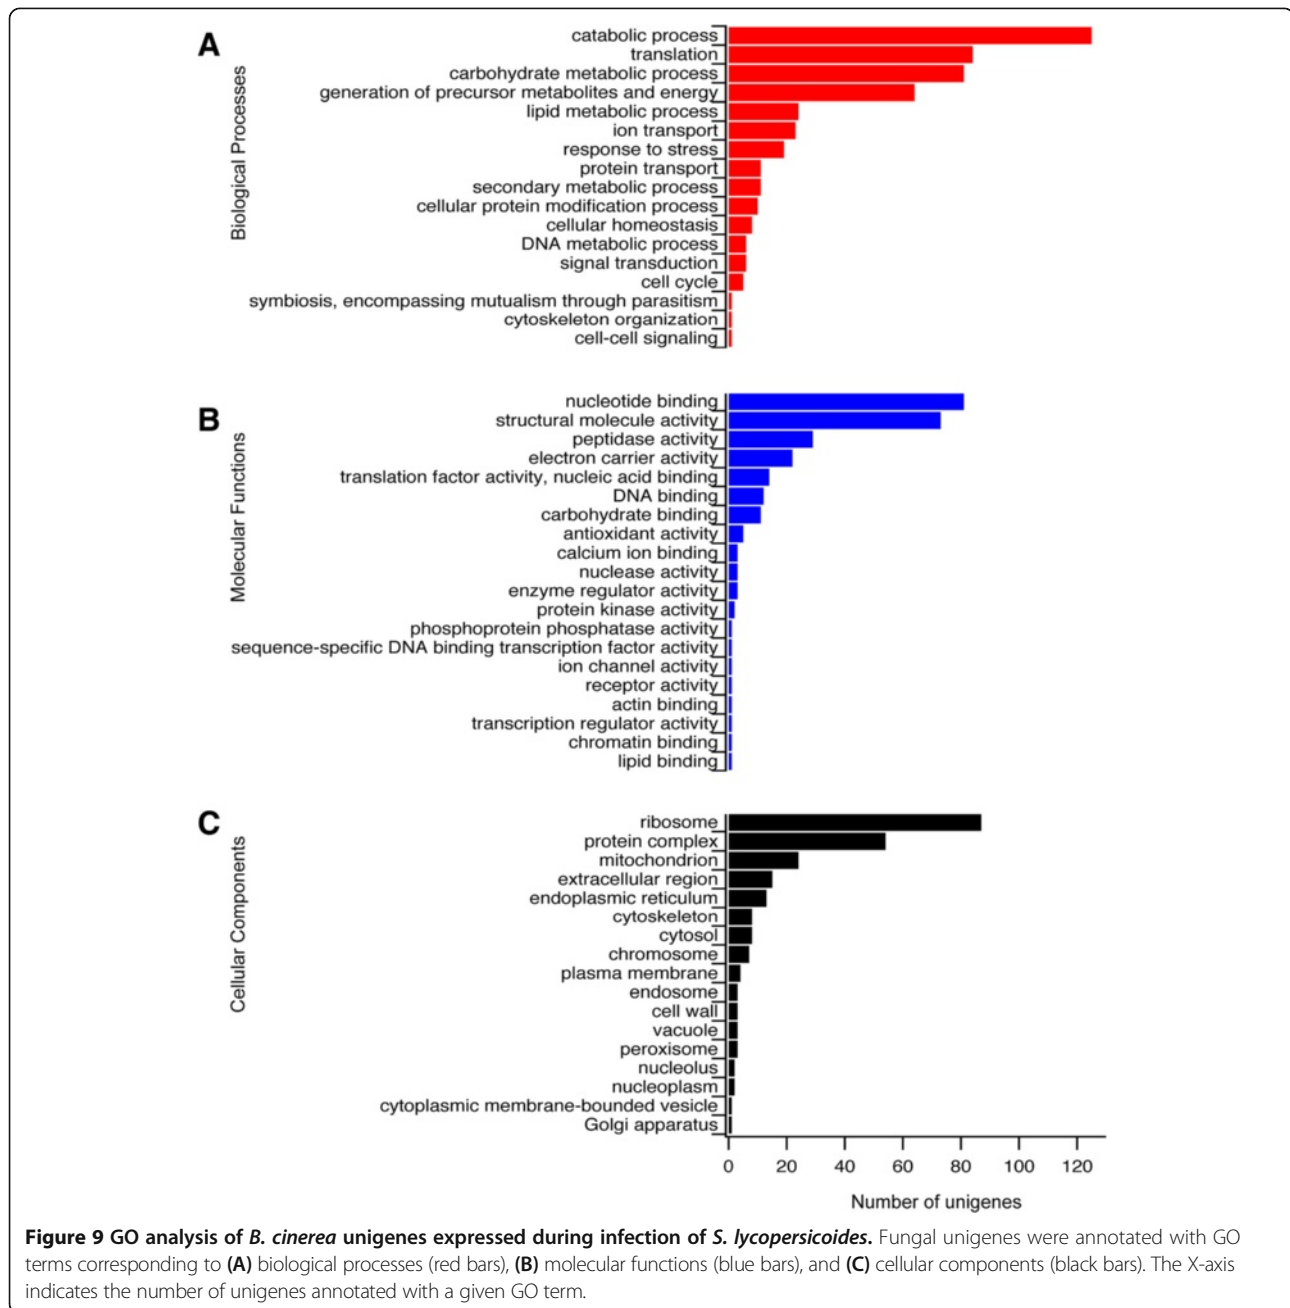 A
Biological Processes
catabolic process
translation
carbohydrate metabolic process
generation of precursor metabolites and energy
lipid metabolic process
ion transport
response to stress
protein transport
secondary metabolic process
cellular protein modification process
cellular homeostasis
DNA metabolic process
signal transduction
cell cycle
symbiosis, encompassing mutualism through parasitism
cytoskeleton organization
cell-cell signaling
B
Molecular Functions
nucleotide binding
structural molecule activity
peptidase activity
electron carrier activity
translation factor activity, nucleic acid binding
DNA binding
carbohydrate binding
antioxidant activity
calcium ion binding
nuclease activity
enzyme regulator activity
protein kinase activity
phosphoprotein phosphatase activity
sequence-specific DNA binding transcription factor activity
ion channel activity
receptor activity
actin binding
transcription regulator activity
chromatin binding
lipid binding
C
Cellular Components
ribosome
protein complex
mitochondrion
extracellular region
endoplasmic reticulum
cytoskeleton
cytosol
chromosome
plasma membrane
endosome
cell wall
vacuole
peroxisome
nucleolus
nucleoplasm
cytoplasmic membrane-bounded vesicle
Golgi apparatus
0 20 40 60 80 100 120
Number of unigenes
Figure 9 GO analysis of B. cinerea unigenes expressed during infection of S. lycopersicoides. Fungal unigenes were annotated with GO
terms corresponding to (A) biological processes (red bars), (B) molecular functions (blue bars), and (C) cellular components (black bars). The X-axis
indicates the number of unigenes annotated with a given GO term.